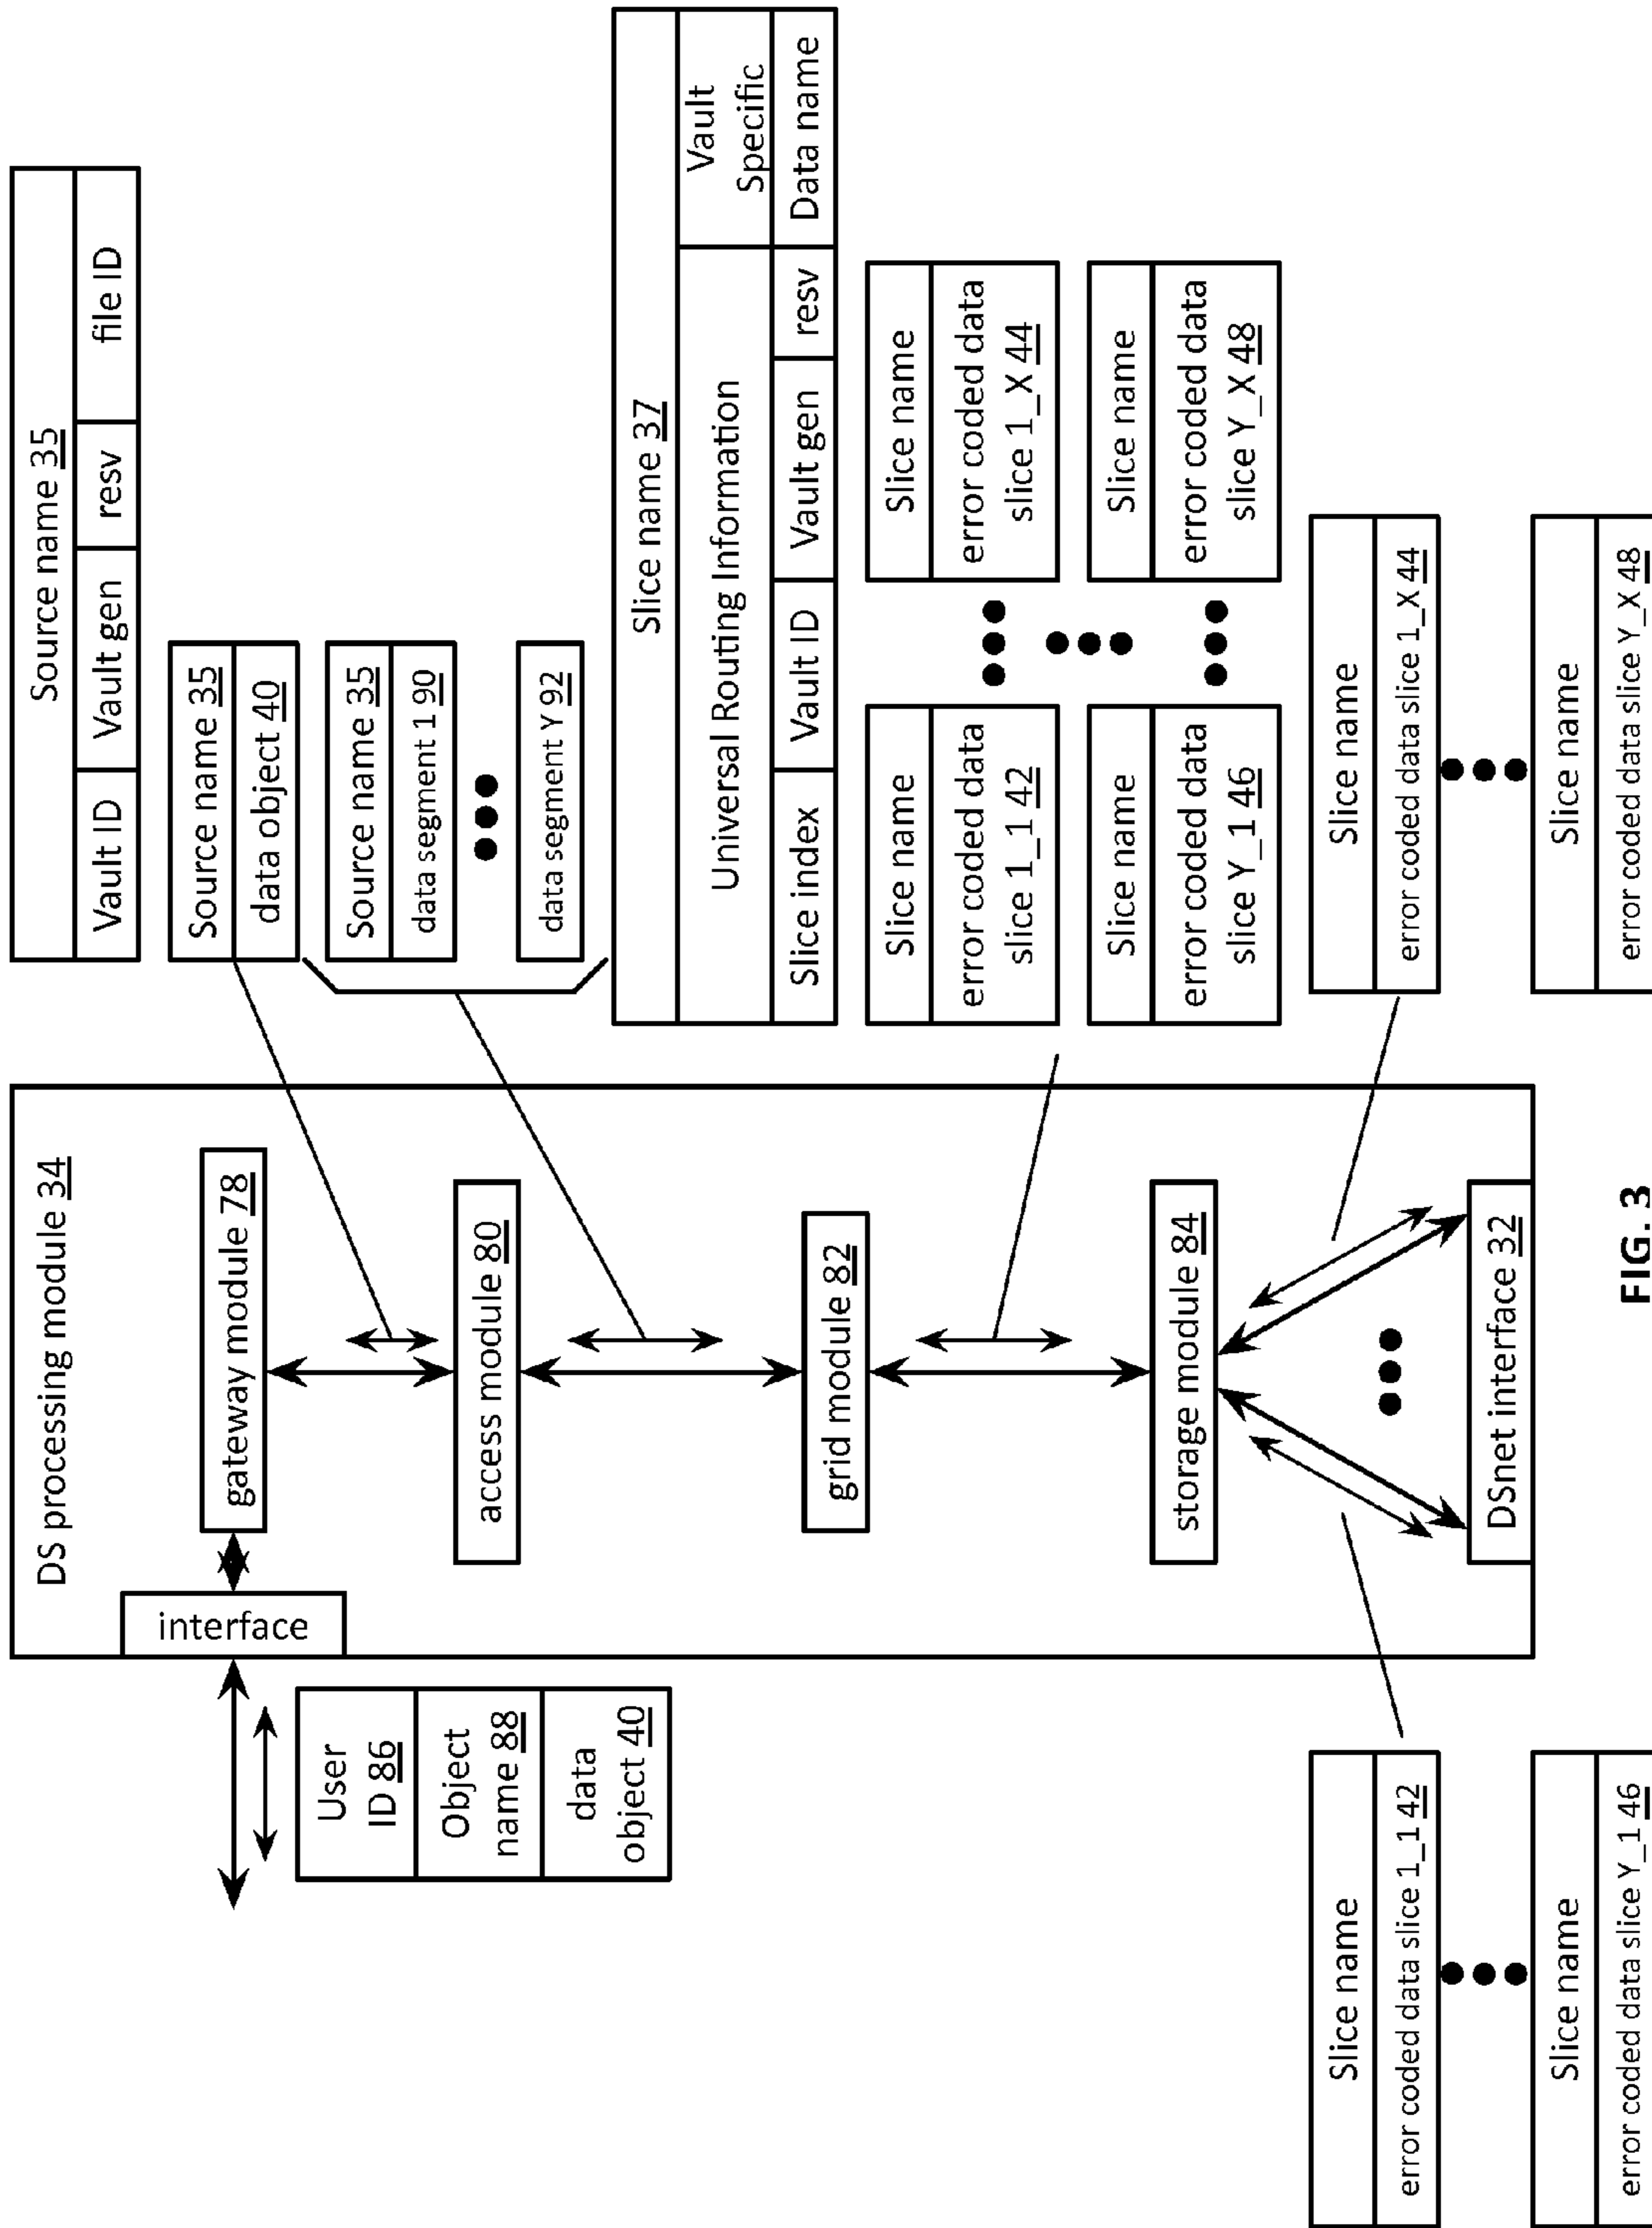 DS processing module 34
interface
gateway module 78
access module 80
grid module 82
storage module 84
DSnet interface 32
User
ID 86
Object
name 88
data
object 40
Source name 35
Vault ID
Vault gen
resv
file ID
Source name 35
data object 40
Source name 35
data segment 1 90
data segment Y 92
Slice name 37
Universal Routing Information
Vault
Specific
Slice index
Vault ID
Vault gen
resv
Data name
Slice name
error coded data
slice 1_1 42
Slice name
error coded data
slice 1_X 44
Slice name
error coded data
slice Y_1 46
Slice name
error coded data
slice Y_X 48
Slice name
error coded data slice 1_1 42
Slice name
error coded data slice Y_1 46
Slice name
error coded data slice 1_X 44
Slice name
error coded data slice Y_X 48
FIG. 3